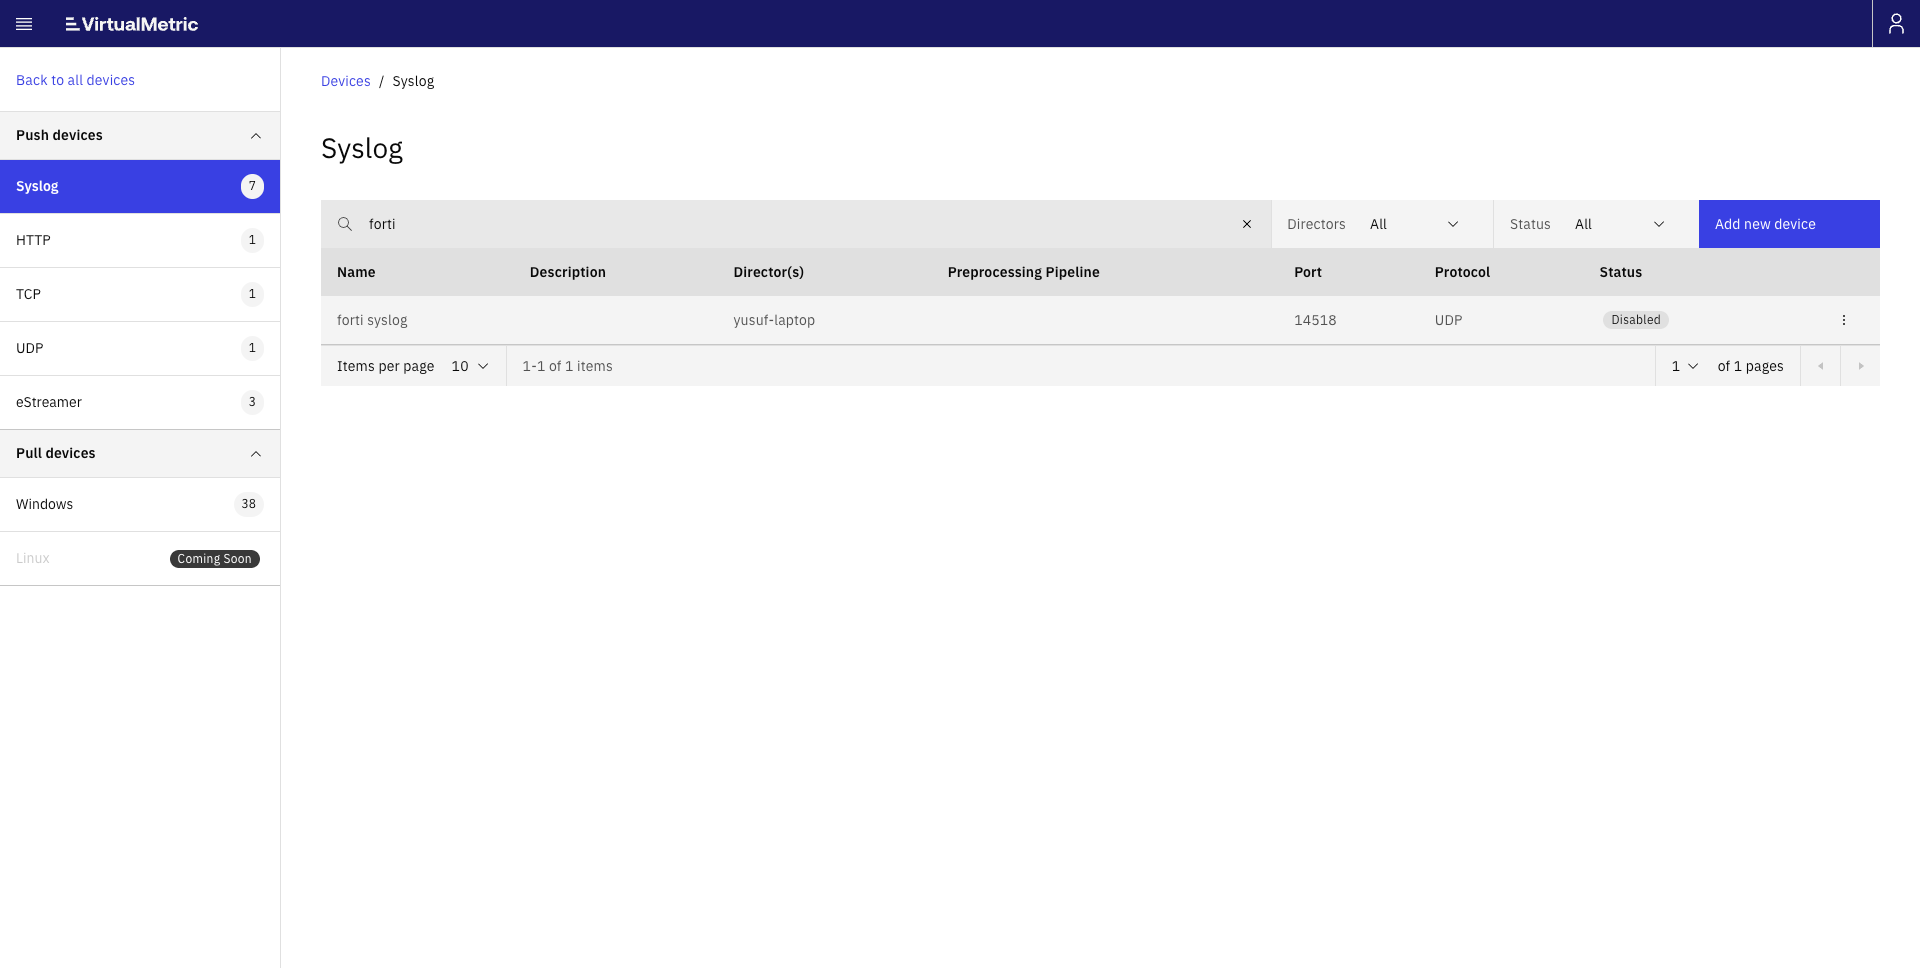 VirtualMetric
Back to all devices
Push devices
Syslog 7
HTTP 1
TCP 1
UDP 1
eStreamer 3
Pull devices
Windows 38
Linux Coming Soon
Devices / Syslog
Syslog
forti Directors All Status All Add new device
Name Description Director(s) Preprocessing Pipeline Port Protocol Status
forti syslog yusuf-laptop 14518 UDP Disabled
Items per page 10 1-1 of 1 items 1 of 1 pages